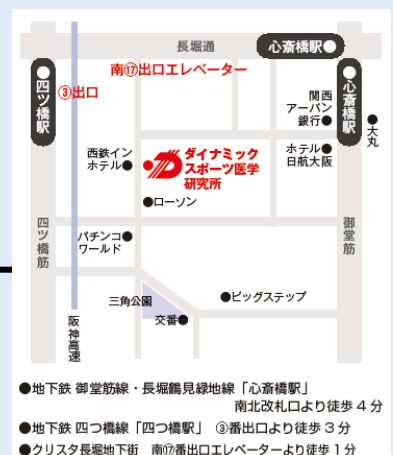 長堀通
心斎橋駅●
南⑰出口エレベーター
●四ツ橋駅
③出口
●心斎橋駅
関西
アーバン
銀行●
●大丸
西鉄イン
ホテル●
ダイナミック
スポーツ医学
研究所
ホテル●
日航大阪
●ローソン
四ツ橋筋
パチンコ●
ワールド
御堂筋
三角公園
●ビッグステップ
交番●
阪神高速
●地下鉄 御堂筋線・長堀鶴見緑地線「心斎橋駅」
南北改札口より徒歩 4 分
●地下鉄 四つ橋線「四つ橋駅」 ③番出口より徒歩 3 分
●クリスタ長堀地下街 南⑰番出口エレベーターより徒歩 1 分